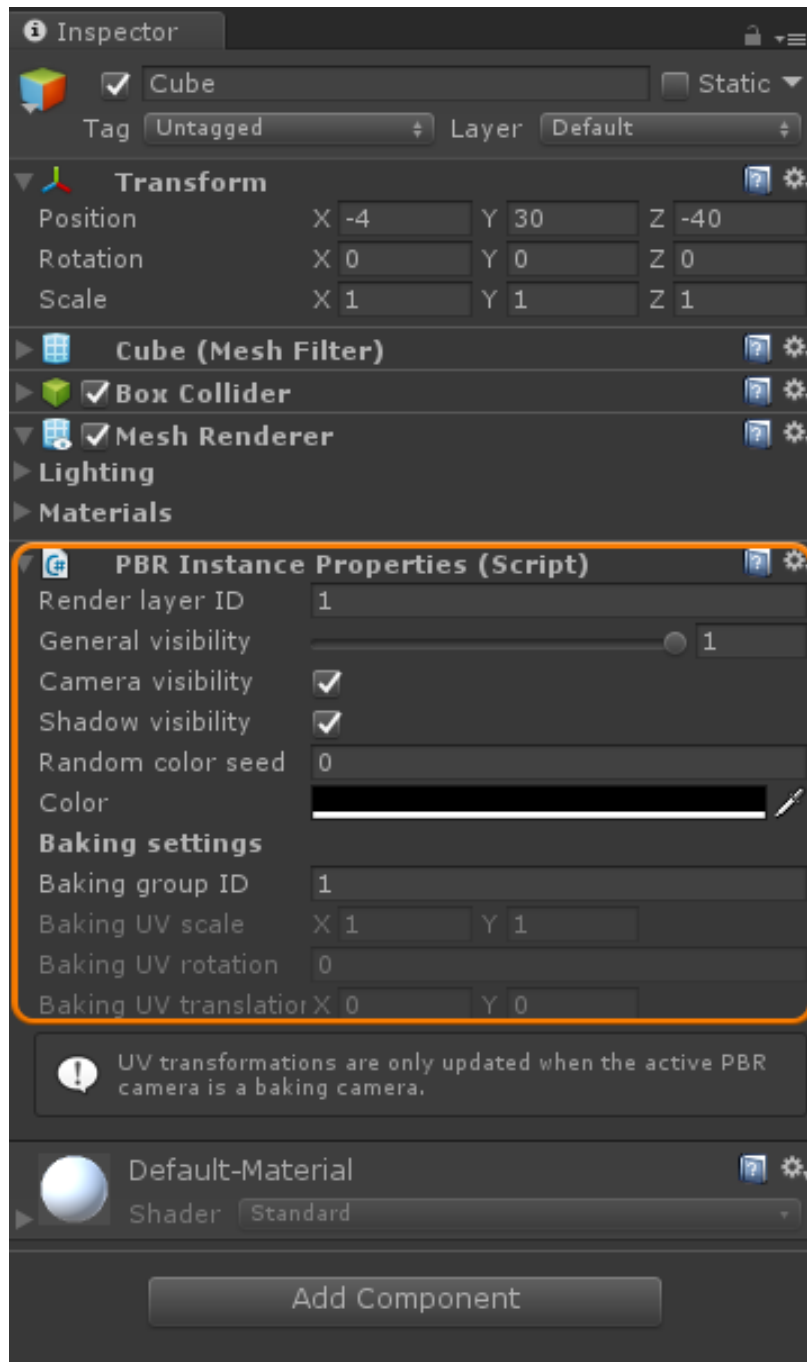 Inspector
Cube Static
Tag Untagged Layer Default
Transform
Position X -4 Y 30 Z -40
Rotation X 0 Y 0 Z 0
Scale X 1 Y 1 Z 1
Cube (Mesh Filter)
Box Collider
Mesh Renderer
Lighting
Materials
PBR Instance Properties (Script)
Render layer ID 1
General visibility 1
Camera visibility
Shadow visibility
Random color seed 0
Color
Baking settings
Baking group ID 1
Baking UV scale X 1 Y 1
Baking UV rotation 0
Baking UV translation X 0 Y 0
UV transformations are only updated when the active PBR
camera is a baking camera.
Default-Material
Shader Standard
Add Component